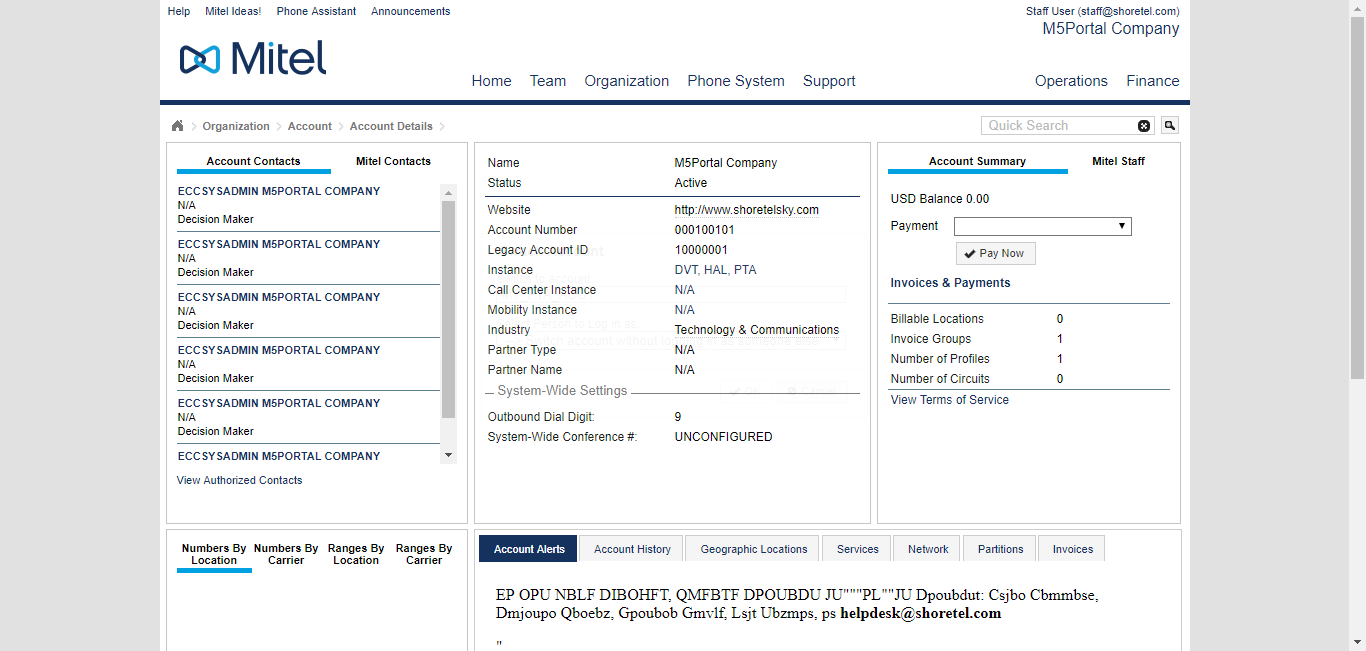 Help Mitel Ideas! Phone Assistant Announcements
Staff User (staff@shoretel.com)
M5Portal Company
Mitel
Home Team Organization Phone System Support Operations Finance
Organization Account Account Details
Quick Search
Account Contacts Mitel Contacts
ECCSYSADMIN M5PORTAL COMPANY
N/A
Decision Maker
ECCSYSADMIN M5PORTAL COMPANY
N/A
Decision Maker
ECCSYSADMIN M5PORTAL COMPANY
N/A
Decision Maker
ECCSYSADMIN M5PORTAL COMPANY
N/A
Decision Maker
ECCSYSADMIN M5PORTAL COMPANY
N/A
Decision Maker
ECCSYSADMIN M5PORTAL COMPANY
View Authorized Contacts
Name M5Portal Company
Status Active
Website http://www.shoretelsky.com
Account Number 000100101
Legacy Account ID 10000001
Instance DVT, HAL, PTA
Call Center Instance N/A
Mobility Instance N/A
Industry Technology & Communications
Partner Type N/A
Partner Name N/A
System-Wide Settings
Outbound Dial Digit: 9
System-Wide Conference #: UNCONFIGURED
Account Summary Mitel Staff
USD Balance 0.00
Payment
Pay Now
Invoices & Payments
Billable Locations 0
Invoice Groups 1
Number of Profiles 1
Number of Circuits 0
View Terms of Service
Numbers By Location Numbers By Carrier Ranges By Location Ranges By Carrier
Account Alerts Account History Geographic Locations Services Network Partitions Invoices
EP OPU NBLF DIBOHFT, QMFBTF DPOUBDU JU"""PL""JU Dpoubdut: Csjbo Cbmmbse,
Dmjoupo Qboebz, Gpoubob Gmvlf, Lsjt Ubzmps, ps helpdesk@shoretel.com
"